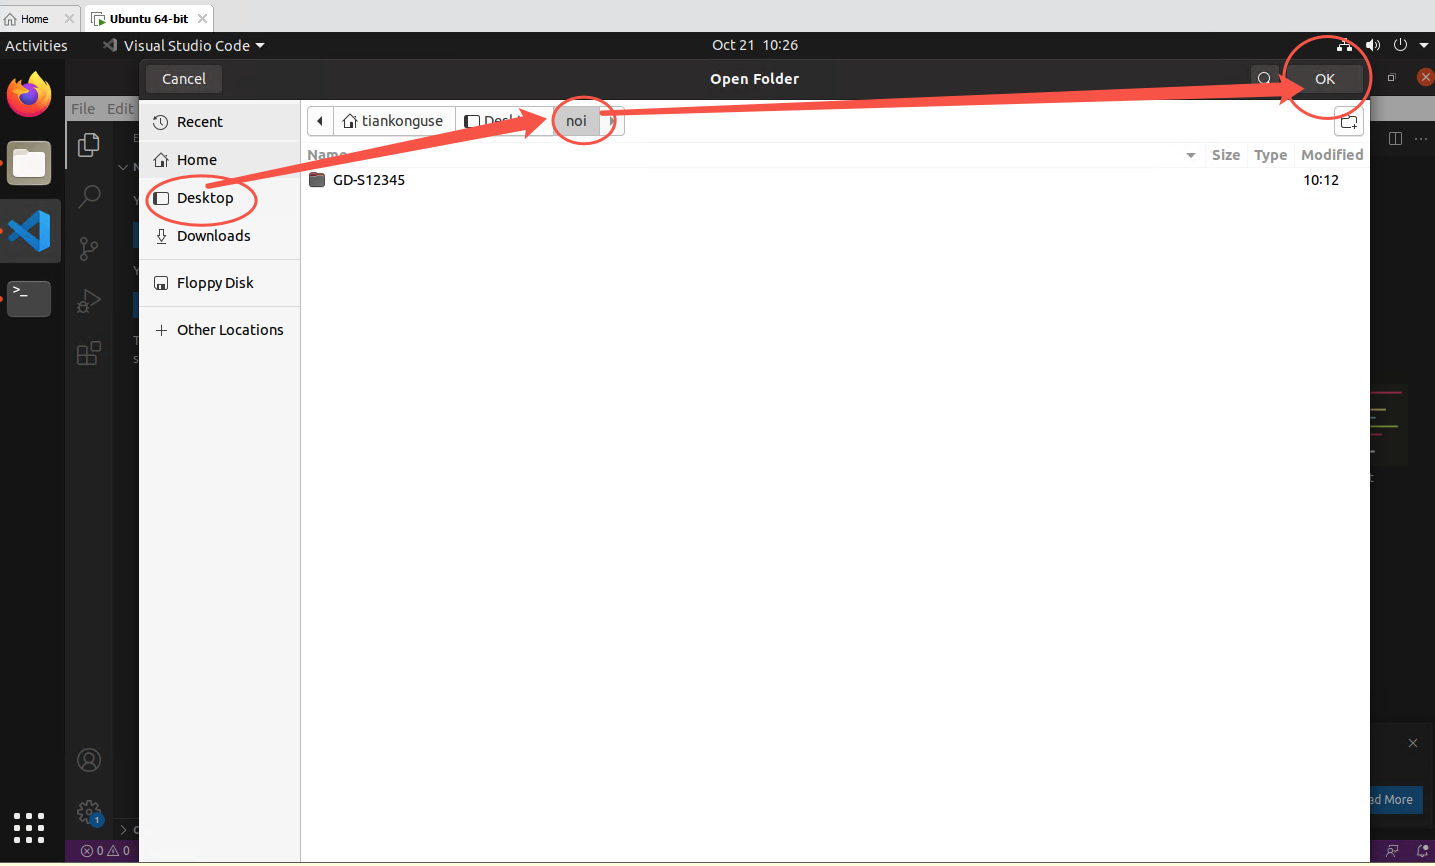 Home
Ubuntu 64-bit
Activities
Visual Studio Code
Oct 21 10:26
Cancel
Open Folder
OK
File Edit
Recent
tiankonguse
noi
Home
Name
Size
Type
Modified
GD-S12345
10:12
Desktop
Downloads
Floppy Disk
Other Locations
>_
More
1
0 0